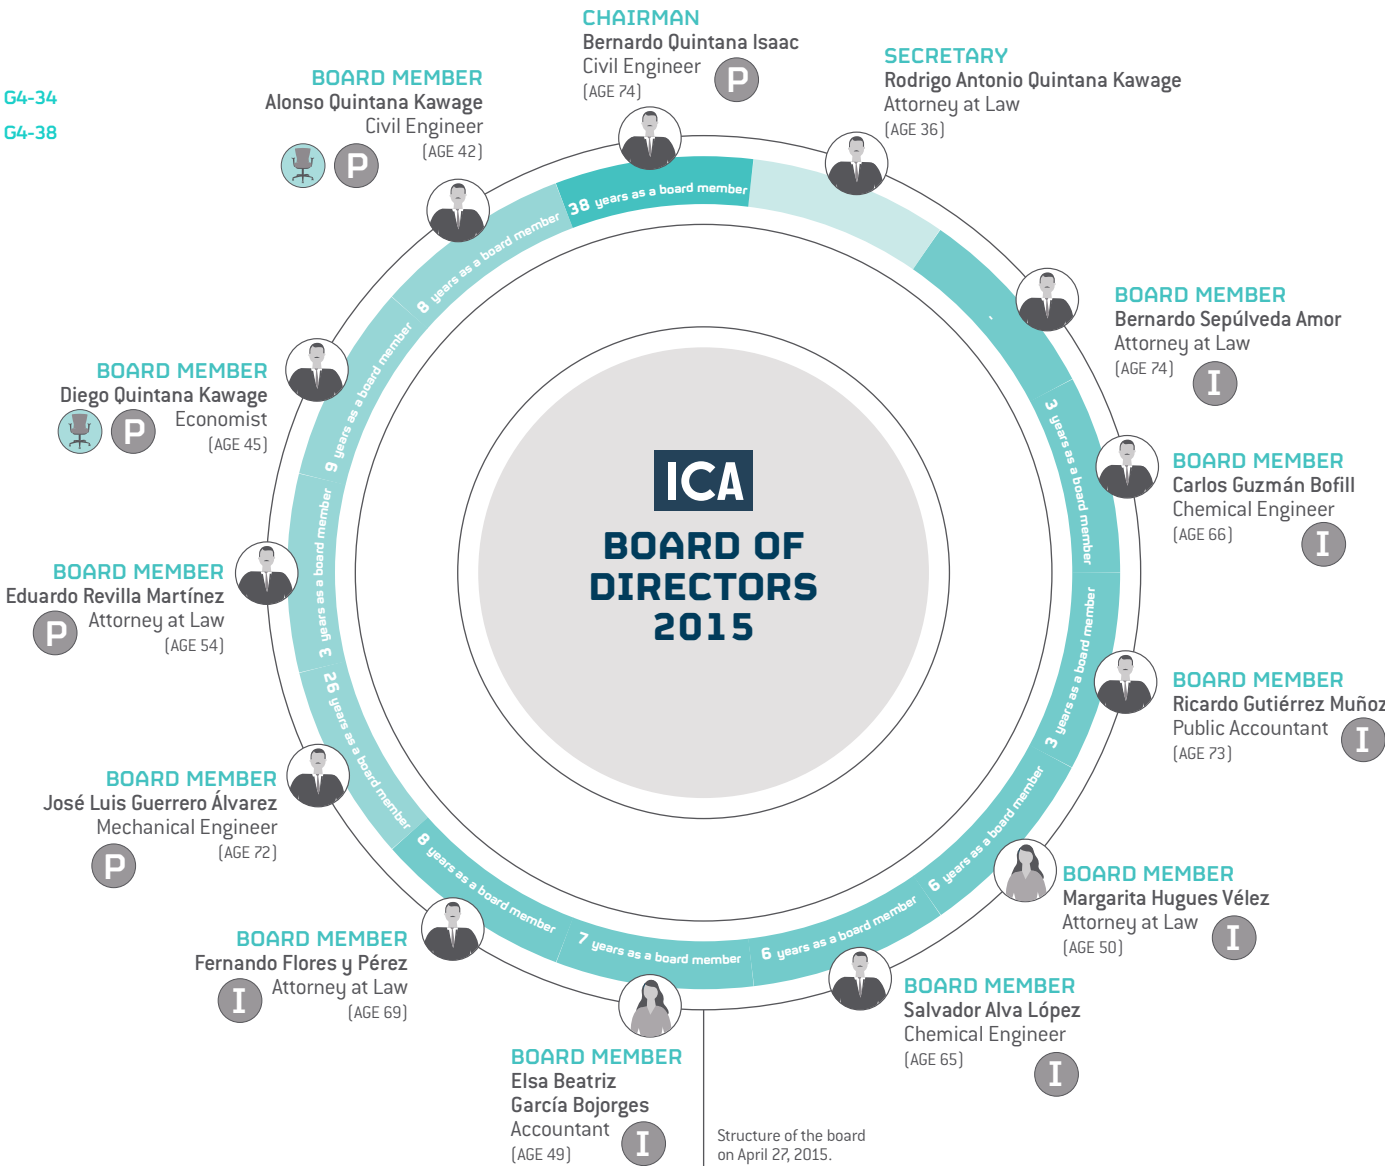 G4-34
G4-38
CHAIRMAN
Bernardo Quintana Isaac
Civil Engineer
(AGE 74)
P
SECRETARY
Rodrigo Antonio Quintana Kawage
Attorney at Law
(AGE 36)
BOARD MEMBER
Bernardo Sepúlveda Amor
Attorney at Law
(AGE 74)
I
BOARD MEMBER
Carlos Guzmán Bofill
Chemical Engineer
(AGE 66)
I
BOARD MEMBER
Ricardo Gutiérrez Muñoz
Public Accountant
(AGE 73)
I
BOARD MEMBER
Margarita Hugues Vélez
Attorney at Law
(AGE 50)
I
BOARD MEMBER
Salvador Alva López
Chemical Engineer
(AGE 65)
I
BOARD MEMBER
Elsa Beatriz
García Bojorges
Accountant
(AGE 49)
I
BOARD MEMBER
Fernando Flores y Pérez
Attorney at Law
(AGE 69)
I
BOARD MEMBER
José Luis Guerrero Álvarez
Mechanical Engineer
(AGE 72)
P
BOARD MEMBER
Eduardo Revilla Martínez
Attorney at Law
(AGE 54)
P
BOARD MEMBER
Diego Quintana Kawage
Economist
(AGE 45)
P
BOARD MEMBER
Alonso Quintana Kawage
Civil Engineer
(AGE 42)
P
38 years as a board member
3 years as a board member
3 years as a board member
6 years as a board member
6 years as a board member
7 years as a board member
8 years as a board member
26 years as a board member
3 years as a board member
9 years as a board member
8 years as a board member
ICA
BOARD OF
DIRECTORS
2015
Structure of the board
on April 27, 2015.